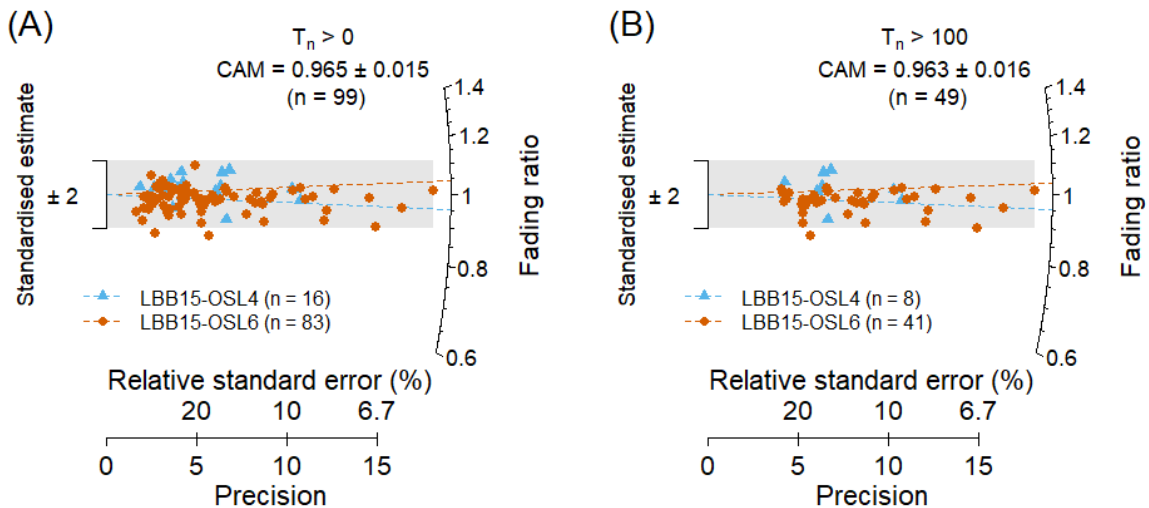 (A)
T_n > 0
CAM = 0.965 ± 0.015
(n = 99)
Standardised estimate
± 2
1.4
1.2
1
0.8
0.6
Fading ratio
LBB15-OSL4 (n = 16)
LBB15-OSL6 (n = 83)
Relative standard error (%)
20 10 6.7
0 5 10 15
Precision
(B)
T_n > 100
CAM = 0.963 ± 0.016
(n = 49)
Standardised estimate
± 2
1.4
1.2
1
0.8
0.6
Fading ratio
LBB15-OSL4 (n = 8)
LBB15-OSL6 (n = 41)
Relative standard error (%)
20 10 6.7
0 5 10 15
Precision